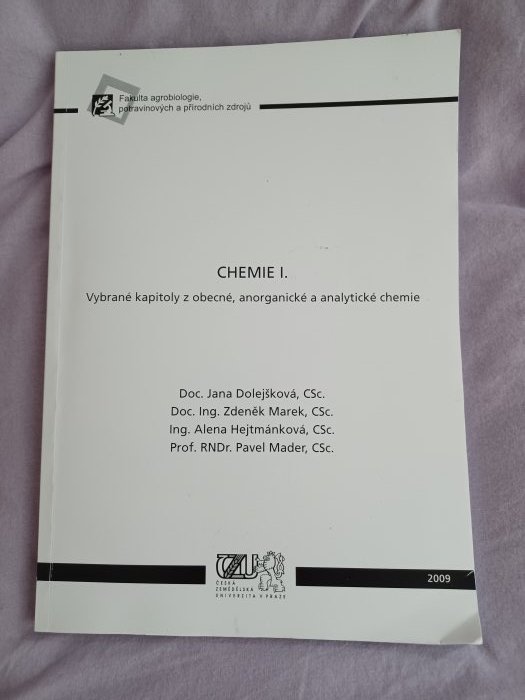 Fakulta agrobiologie,
potravinových a přírodních zdrojů
CHEMIE I.
Vybrané kapitoly z obecné, anorganické a analytické chemie
Doc. Jana Dolejšková, CSc.
Doc. Ing. Zdeněk Marek, CSc.
Ing. Alena Hejtmánková, CSc.
Prof. RNDr. Pavel Mader, CSc.
ČZU
ČESKÁ
ZEMĚDĚLSKÁ
UNIVERZITA V PRAZE
2009